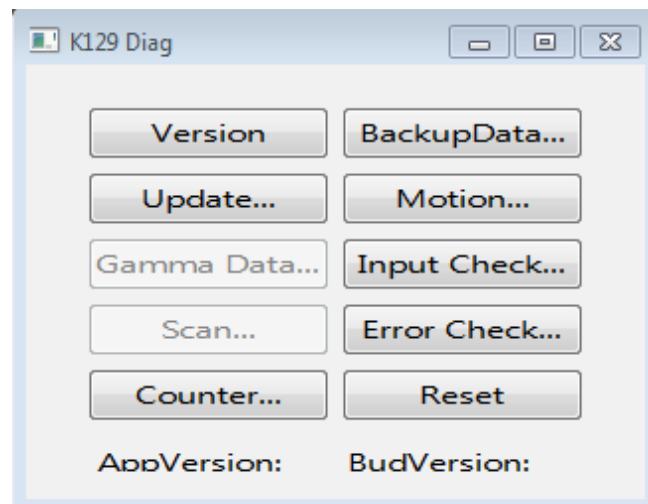 K129 Diag
Version BackupData...
Update... Motion...
Gamma Data... Input Check...
Scan... Error Check...
Counter... Reset
AppVersion: BudVersion: